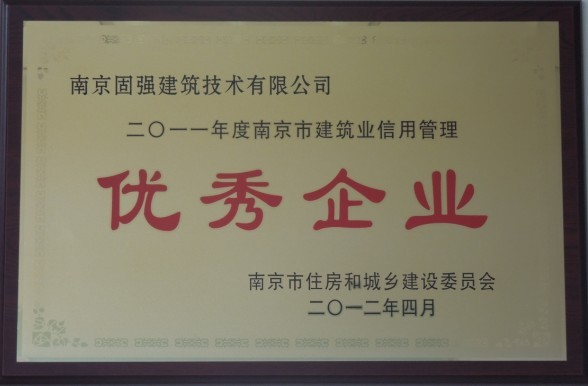 南京固强建筑技术有限公司
二〇一一年度南京市建筑业信用管理
优秀企业
南京市住房和城乡建设委员会
二〇一二年四月